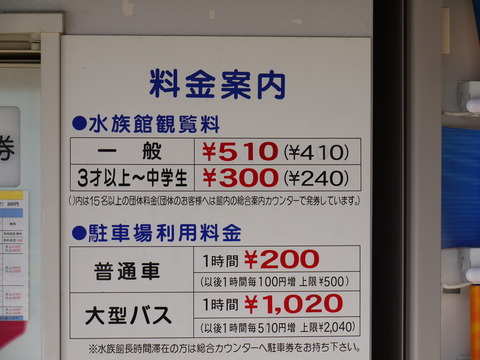 料金案内
●水族館観覧料
一般 ¥510(¥410)
3才以上～中学生 ¥300(¥240)
( )内は15名以上の団体料金(団体のお客様へは館内の総合案内カウンターで発券しています。)
●駐車場利用料金
普通車 1時間 ¥200
(以後1時間毎100円増 上限¥500)
大型バス 1時間 ¥1,020
(以後1時間毎510円増 上限¥2,040)
※水族館長時間滞在の方は総合カウンターへ駐車券をお持ち下さい。
券